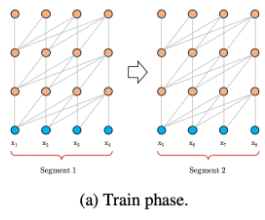 x₁ x₂ x₃ x₄ x₅ x₆ x₇ x₈
Segment 1 Segment 2
(a) Train phase.